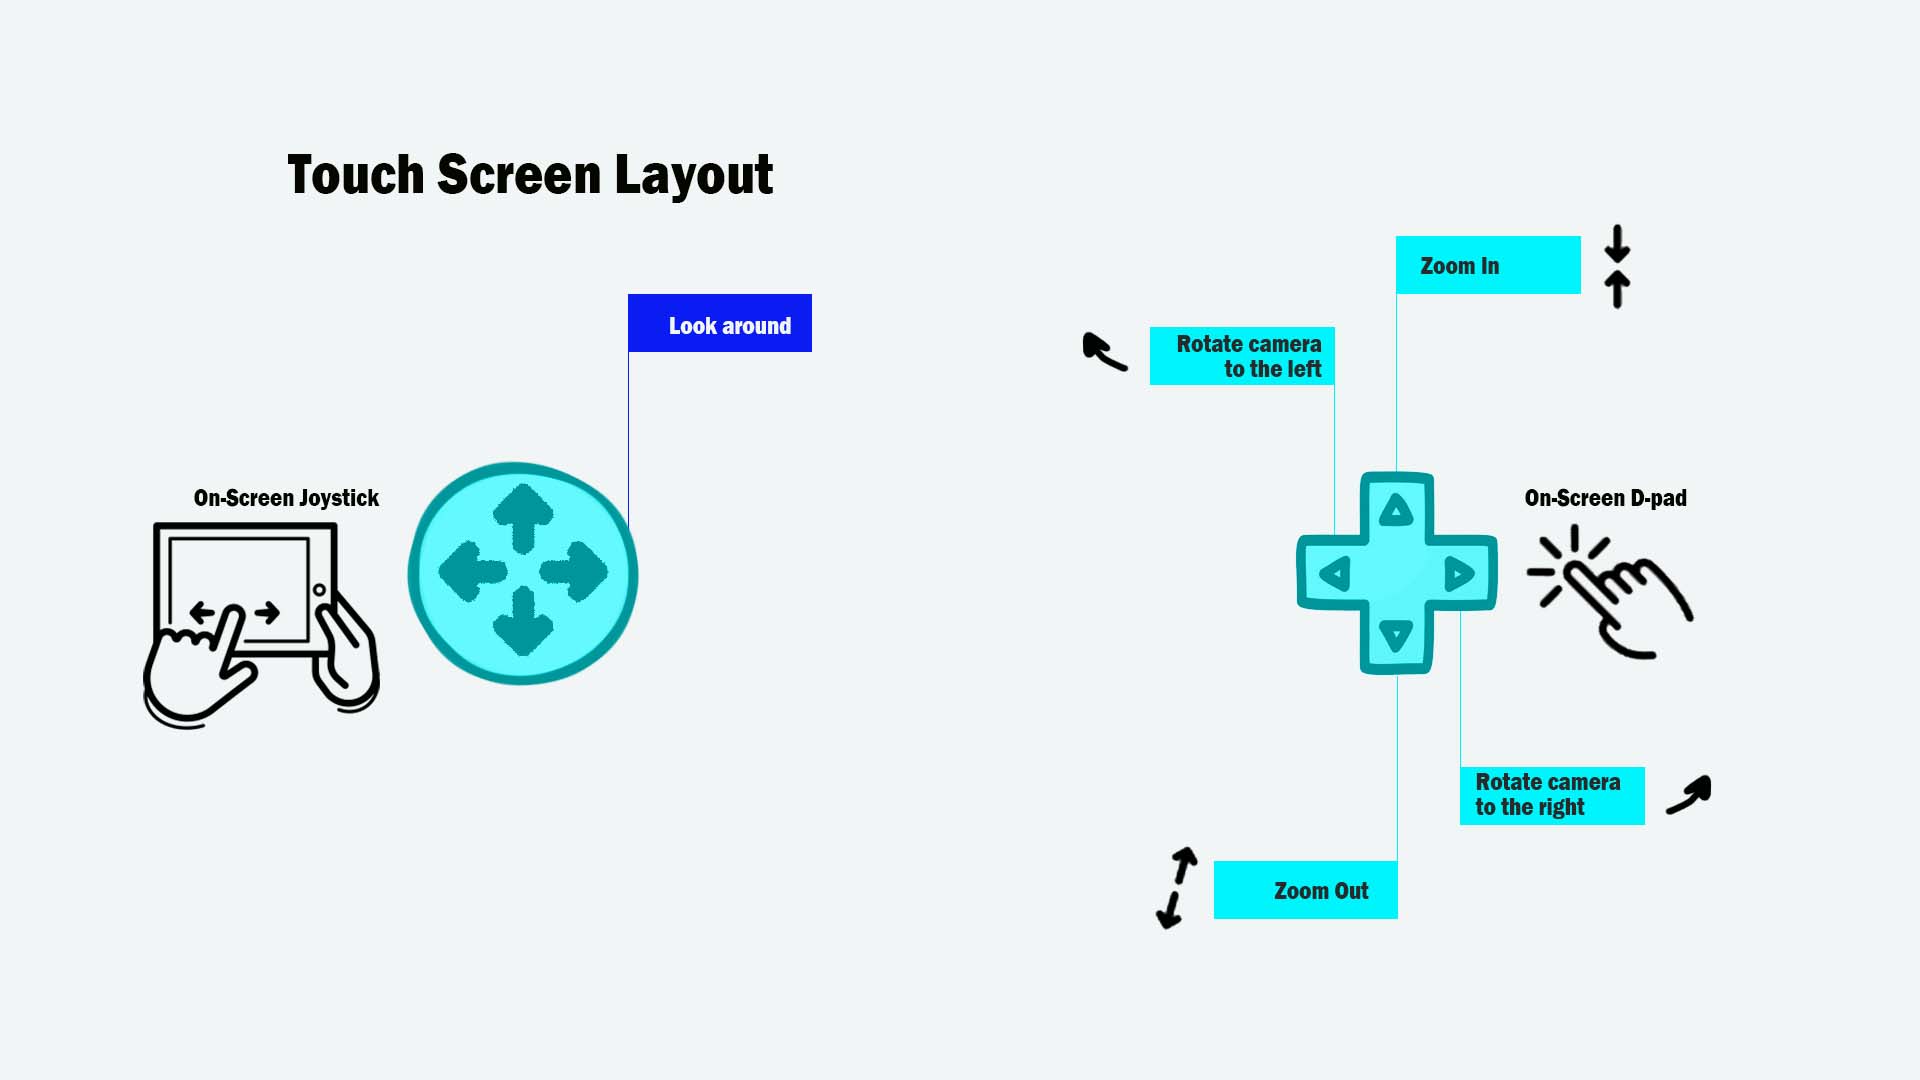 Touch Screen Layout
Look around
On-Screen Joystick
Zoom In
Rotate camera
to the left
On-Screen D-pad
Rotate camera
to the right
Zoom Out